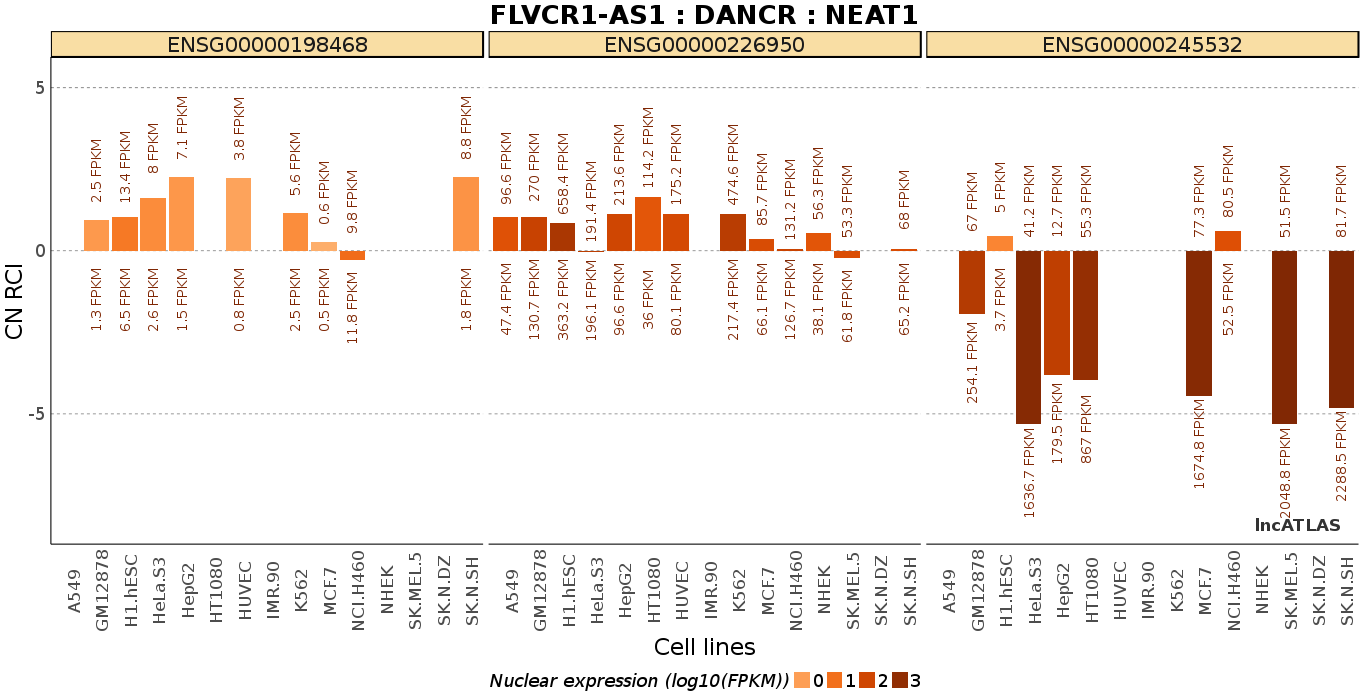 FLVCR1-AS1 : DANCR : NEAT1
ENSG00000198468 ENSG00000226950 ENSG00000245532
CN RCI
5
0
-5
2.5 FPKM 13.4 FPKM 8 FPKM 7.1 FPKM 3.8 FPKM 5.6 FPKM 0.6 FPKM 9.8 FPKM 8.8 FPKM
1.3 FPKM 6.5 FPKM 2.6 FPKM 1.5 FPKM 0.8 FPKM 2.5 FPKM 0.5 FPKM 11.8 FPKM 1.8 FPKM
96.6 FPKM 270 FPKM 658.4 FPKM 191.4 FPKM 213.6 FPKM 114.2 FPKM 175.2 FPKM 474.6 FPKM 85.7 FPKM 131.2 FPKM 56.3 FPKM 53.3 FPKM 68 FPKM
47.4 FPKM 130.7 FPKM 363.2 FPKM 196.1 FPKM 96.6 FPKM 36 FPKM 80.1 FPKM 217.4 FPKM 66.1 FPKM 126.7 FPKM 38.1 FPKM 61.8 FPKM 65.2 FPKM
67 FPKM 5 FPKM 41.2 FPKM 12.7 FPKM 55.3 FPKM 77.3 FPKM 80.5 FPKM 51.5 FPKM 81.7 FPKM
254.1 FPKM 3.7 FPKM 1636.7 FPKM 179.5 FPKM 867 FPKM 1674.8 FPKM 52.5 FPKM 2048.8 FPKM 2288.5 FPKM
lncATLAS
A549 GM12878 H1.hESC HeLa.S3 HepG2 HT1080 HUVEC IMR.90 K562 MCF.7 NCI.H460 NHEK SK.MEL.5 SK.N.DZ SK.N.SH
A549 GM12878 H1.hESC HeLa.S3 HepG2 HT1080 HUVEC IMR.90 K562 MCF.7 NCI.H460 NHEK SK.MEL.5 SK.N.DZ SK.N.SH
A549 GM12878 H1.hESC HeLa.S3 HepG2 HT1080 HUVEC IMR.90 K562 MCF.7 NCI.H460 NHEK SK.MEL.5 SK.N.DZ SK.N.SH
Cell lines
Nuclear expression (log10(FPKM)) 0 1 2 3